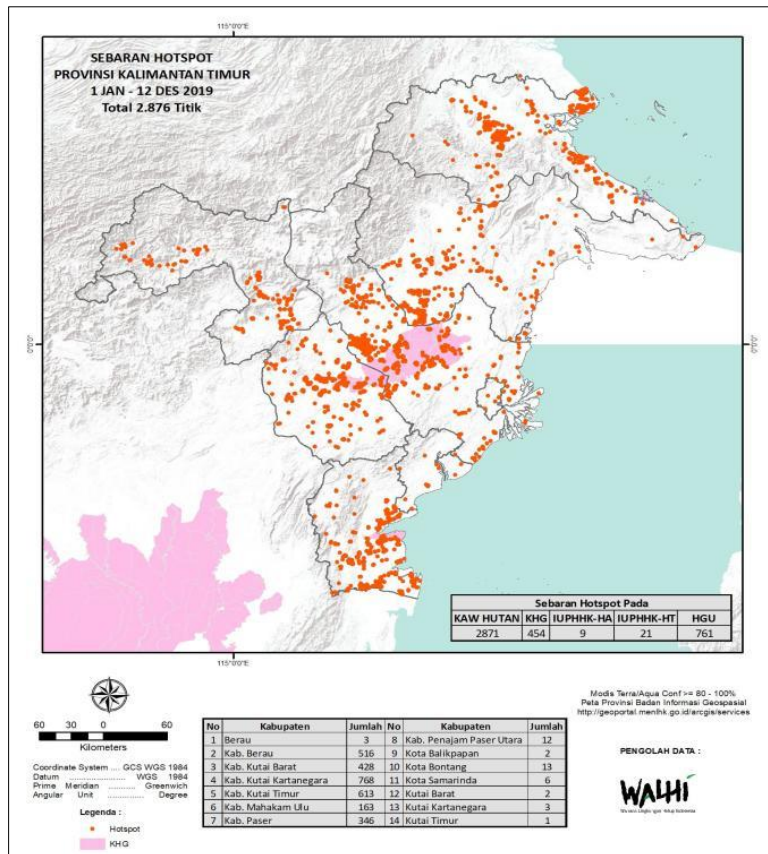 115°0'0"E
SEBARAN HOTSPOT
PROVINSI KALIMANTAN TIMUR
1 JAN - 12 DES 2019
Total 2.876 Titik
0°0'0"
0°0'0"
Sebaran Hotspot Pada
KAW HUTAN KHG IUPHHK-HA IUPHHK-HT HGU
2871 454 9 21 761
115°0'0"E
60 30 0 60
Kilometers
Coordinate System .... GCS WGS 1984
Datum ........................ WGS 1984
Prime Meridian ............ Greenwich
Angular Unit ................ Degree
Legenda :
Hotspot
KHG
No Kabupaten Jumlah No Kabupaten Jumlah
1 Berau 3 8 Kab. Penajam Paser Utara 12
2 Kab. Berau 516 9 Kota Balikpapan 2
3 Kab. Kutai Barat 428 10 Kota Bontang 13
4 Kab. Kutai Kartanegara 768 11 Kota Samarinda 6
5 Kab. Kutai Timur 613 12 Kutai Barat 2
6 Kab. Mahakam Ulu 163 13 Kutai Kartanegara 3
7 Kab. Paser 346 14 Kutai Timur 1
Modis Terra/Aqua Conf >= 80 - 100%
Peta Provinsi Badan Informasi Geospasial
http://geoportal.menlhk.go.id/arcgis/services
PENGOLAH DATA :
WALHI